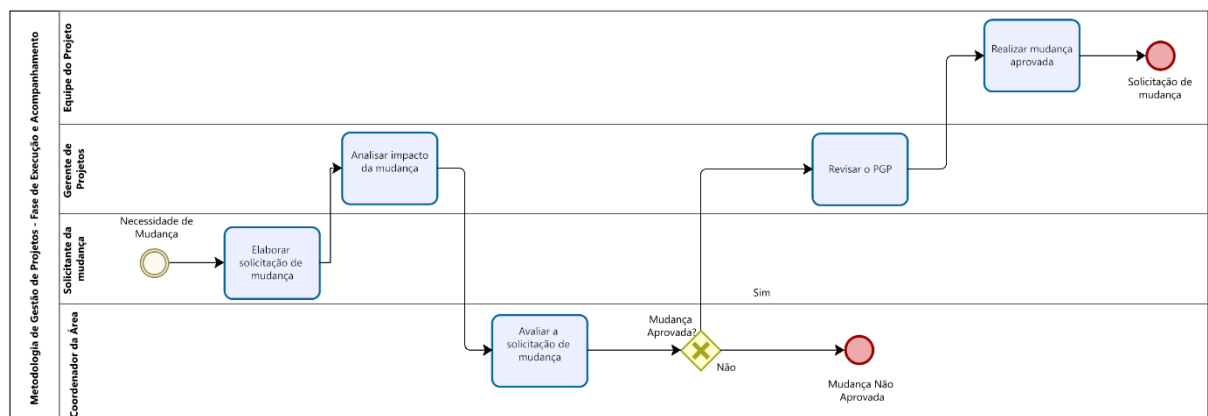 Metodologia de Gestão de Projetos - Fase de Execução e Acompanhamento
Equipe do Projeto
Realizar mudança
aprovada
Solicitação de
mudança
Gerente de
Projetos
Analisar impacto
da mudança
Revisar o PGP
Solicitante da
mudança
Necessidade de
Mudança
Elaborar
solicitação de
mudança
Sim
Coordenador da Área
Avaliar a
solicitação de
mudança
Mudança
Aprovada?
Não
Mudança Não
Aprovada